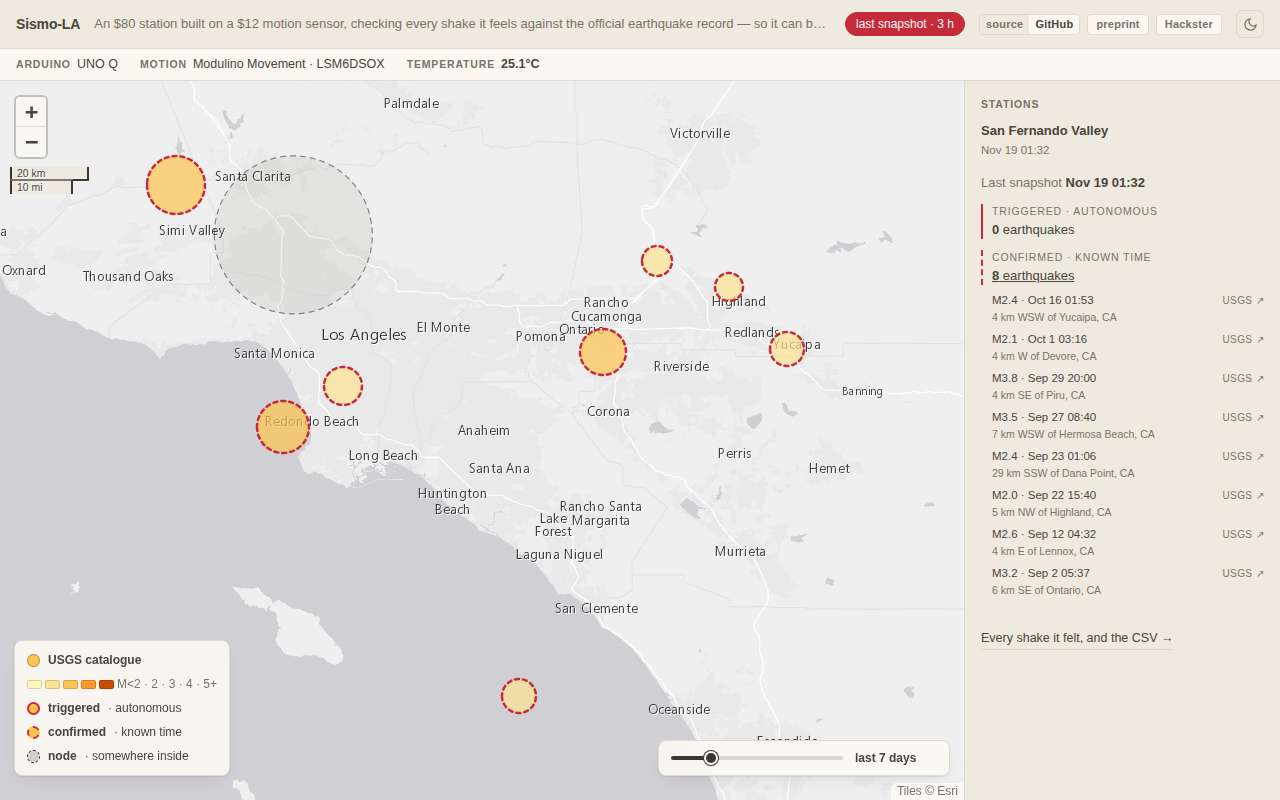 Sismo-LA
An $80 station built on a $12 motion sensor, checking every shake it feels against the official earthquake record — so it can b…
last snapshot · 3 h
source GitHub
preprint
Hackster
ARDUINO UNO Q MOTION Modulino Movement · LSM6DSOX TEMPERATURE 25.1°C
+
−
20 km
10 mi
Palmdale
Victorville
Santa Clarita
Simi Valley
a
Oxnard
Thousand Oaks
Los Angeles
El Monte
Santa Monica
Rancho
Cucamonga
Ontario
Pomona
Highland
Redlands
Yucaipa
Riverside
Banning
Redondo Beach
Corona
Anaheim
Long Beach
Santa Ana
Perris
Hemet
Huntington
Beach
Rancho Santa
Margarita
Lake
Forest
Laguna Niguel
Murrieta
San Clemente
Oceanside
Escondido
USGS catalogue
M<2 · 2 · 3 · 4 · 5+
triggered · autonomous
confirmed · known time
node · somewhere inside
last 7 days
Tiles © Esri
STATIONS
San Fernando Valley
Nov 19 01:32
Last snapshot Nov 19 01:32
TRIGGERED · AUTONOMOUS
0 earthquakes
CONFIRMED · KNOWN TIME
8 earthquakes
M2.4 · Oct 16 01:53 USGS ↗
4 km WSW of Yucaipa, CA
M2.1 · Oct 1 03:16 USGS ↗
4 km W of Devore, CA
M3.8 · Sep 29 20:00 USGS ↗
4 km SE of Piru, CA
M3.5 · Sep 27 08:40 USGS ↗
7 km WSW of Hermosa Beach, CA
M2.4 · Sep 23 01:06 USGS ↗
29 km SSW of Dana Point, CA
M2.0 · Sep 22 15:40 USGS ↗
5 km NW of Highland, CA
M2.6 · Sep 12 04:32 USGS ↗
4 km E of Lennox, CA
M3.2 · Sep 2 05:37 USGS ↗
6 km SE of Ontario, CA
Every shake it felt, and the CSV →